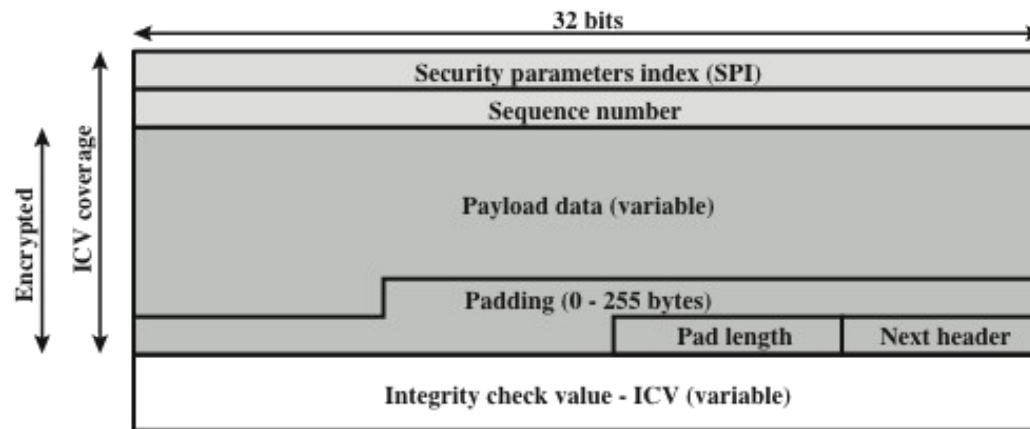 32 bits
Security parameters index (SPI)
Sequence number
Encrypted
ICV coverage
Payload data (variable)
Padding (0 - 255 bytes)
Pad length
Next header
Integrity check value - ICV (variable)